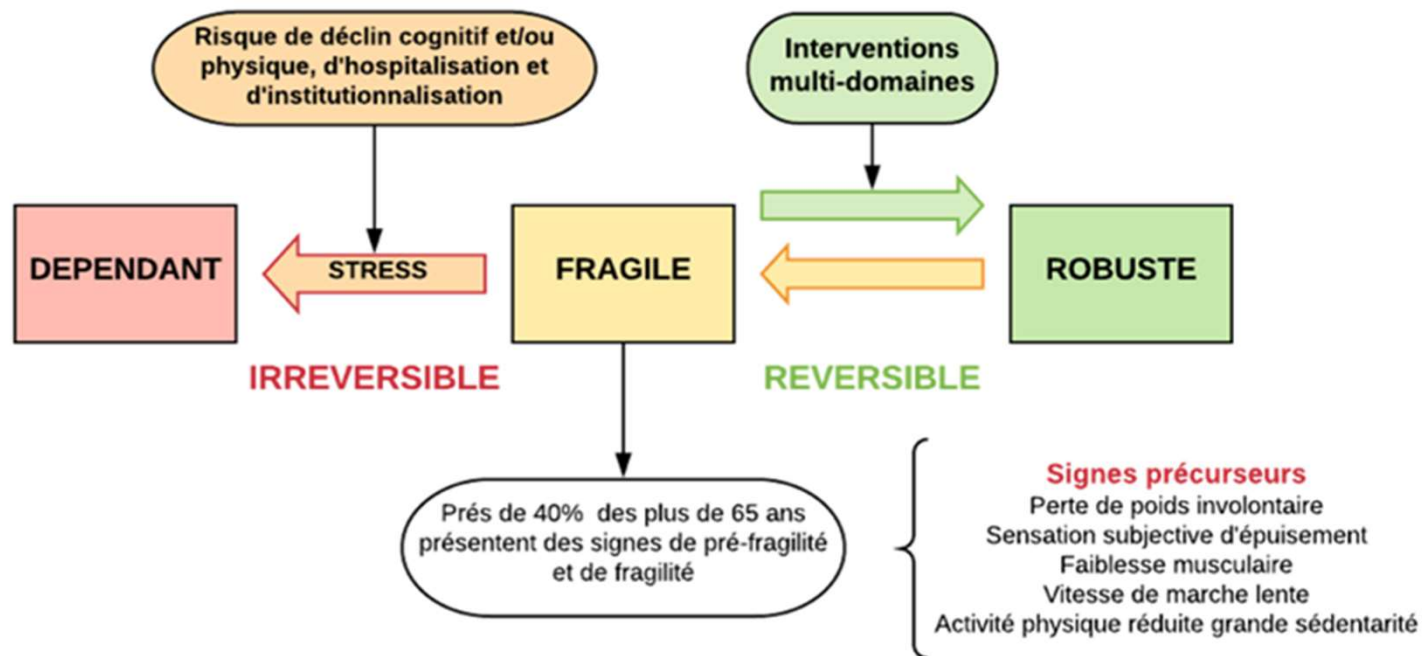 Risque de déclin cognitif et/ou
physique, d'hospitalisation et
d'institutionnalisation
Interventions
multi-domaines
DEPENDANT
STRESS
FRAGILE
ROBUSTE
IRREVERSIBLE
REVERSIBLE
Prés de 40% des plus de 65 ans
présentent des signes de pré-fragilité
et de fragilité
Signes précurseurs
Perte de poids involontaire
Sensation subjective d'épuisement
Faiblesse musculaire
Vitesse de marche lente
Activité physique réduite grande sédentarité